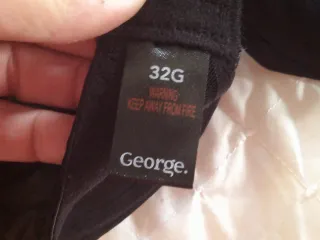 32G
WARNING
KEEP AWAY FROM FIRE
George.